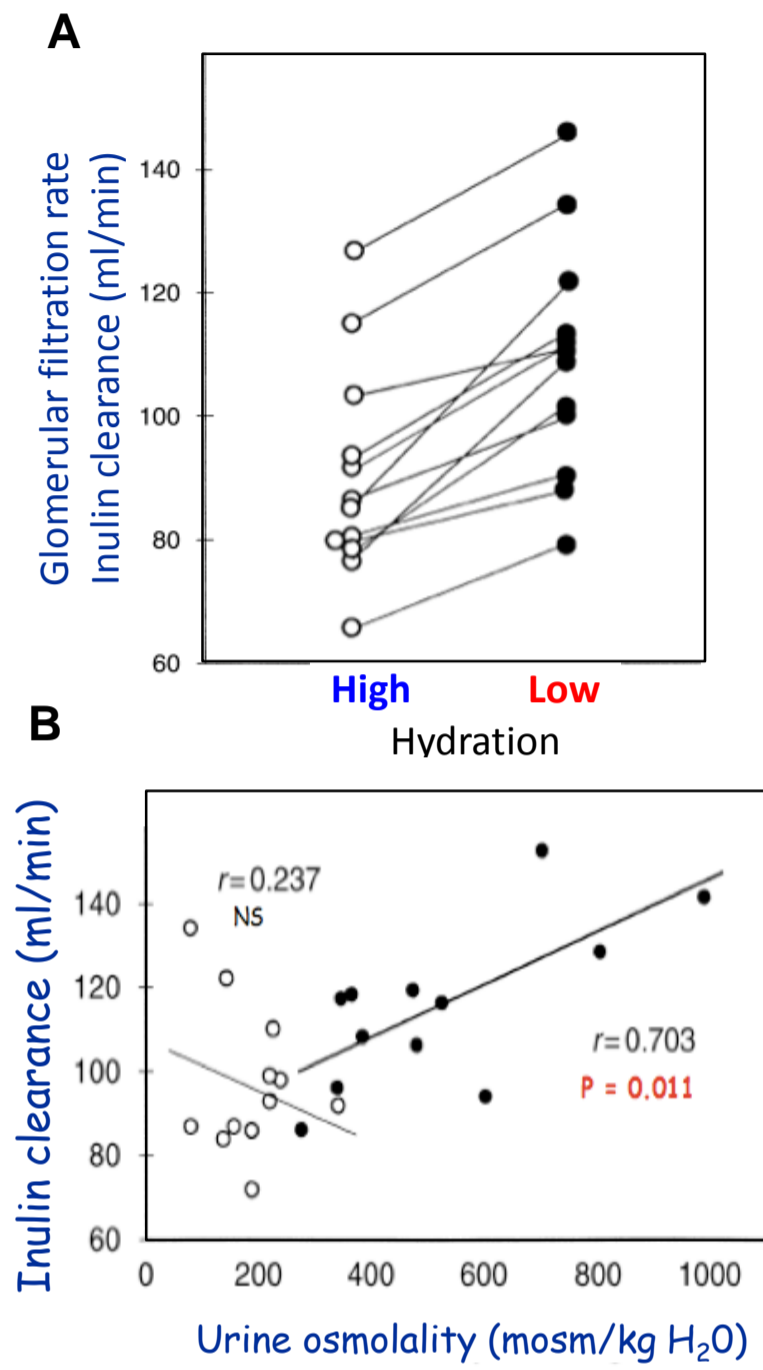 A
Glomerular filtration rate
Inulin clearance (ml/min)
140
120
100
80
60
High
Low
Hydration
B
Inulin clearance (ml/min)
140
120
100
80
60
r=0.237
NS
r=0.703
P = 0.011
0
200
400
600
800
1000
Urine osmolality (mosm/kg H₂0)